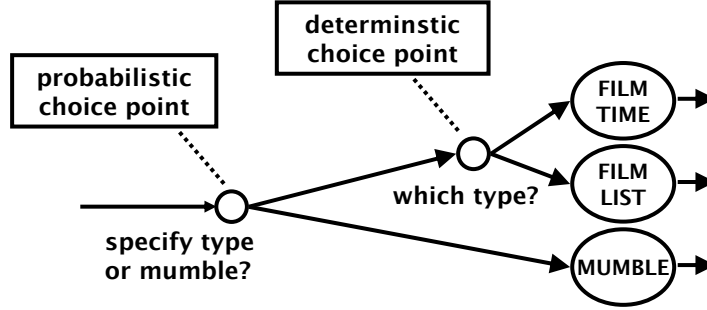 determinstic
choice point
probabilistic
choice point
FILM
TIME
FILM
LIST
which type?
specify type
or mumble?
MUMBLE